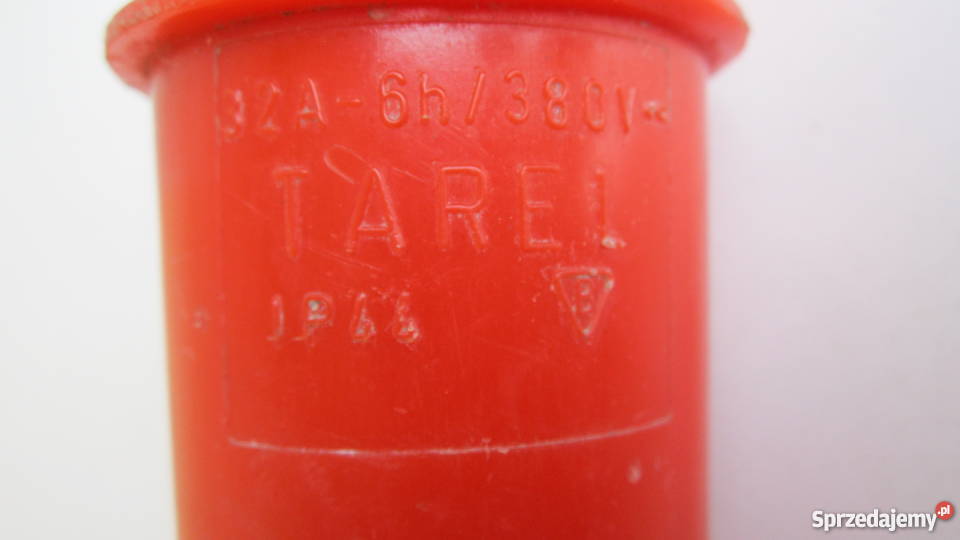 32A-6h/380V~
TAREL
IP44
B
Sprzedajemy.pl